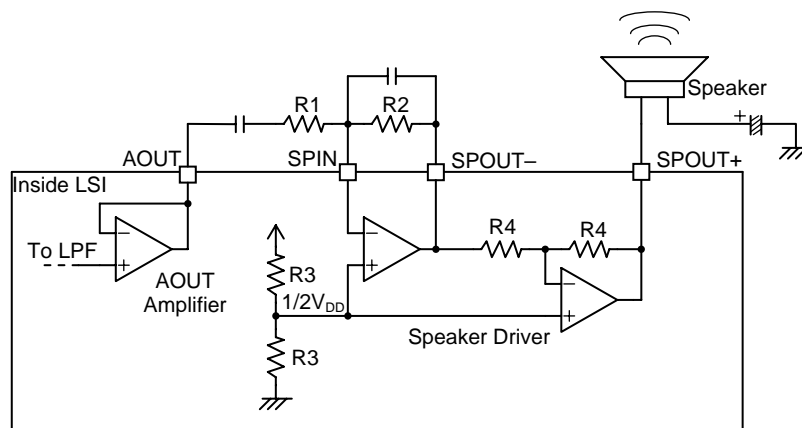 Speaker
+
R1
R2
AOUT
SPIN
SPOUT–
SPOUT+
Inside LSI
−
To LPF
+
AOUT
Amplifier
−
+
R4
R4
R3
1/2V_DD
−
+
Speaker Driver
R3